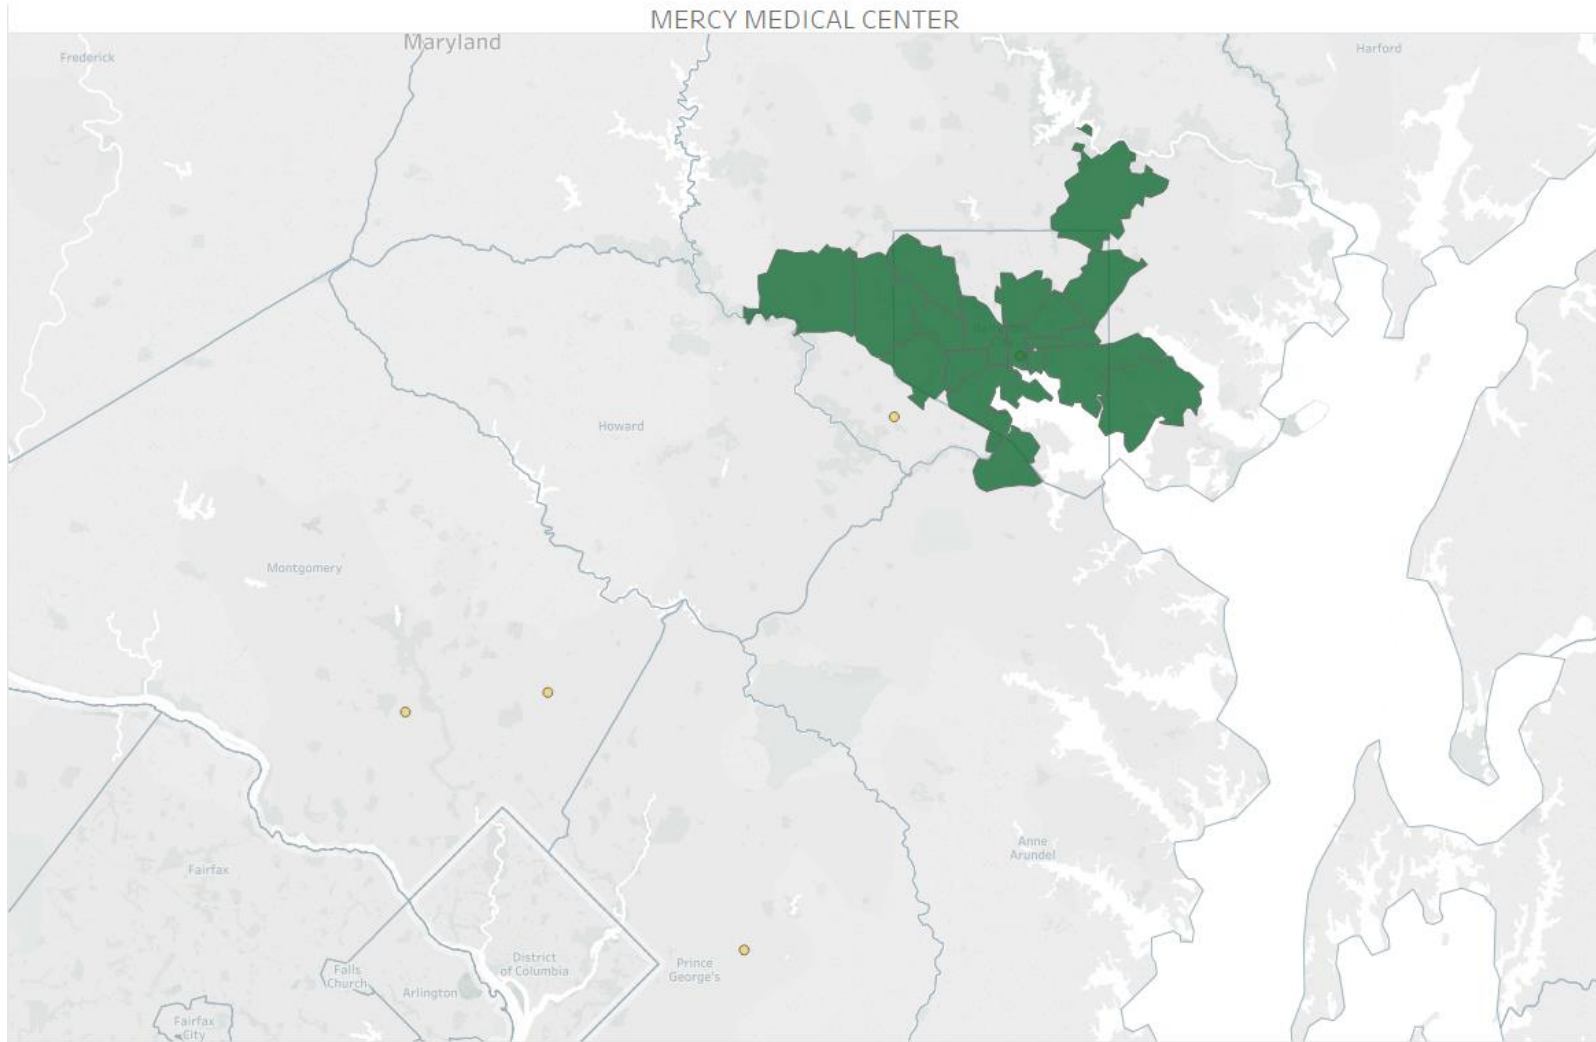 MERCY MEDICAL CENTER
Maryland
Frederick
Harford
Howard
Montgomery
Anne
Arundel
Fairfax
District
of Columbia
Prince
George's
Falls
Church
Arlington
Fairfax
City